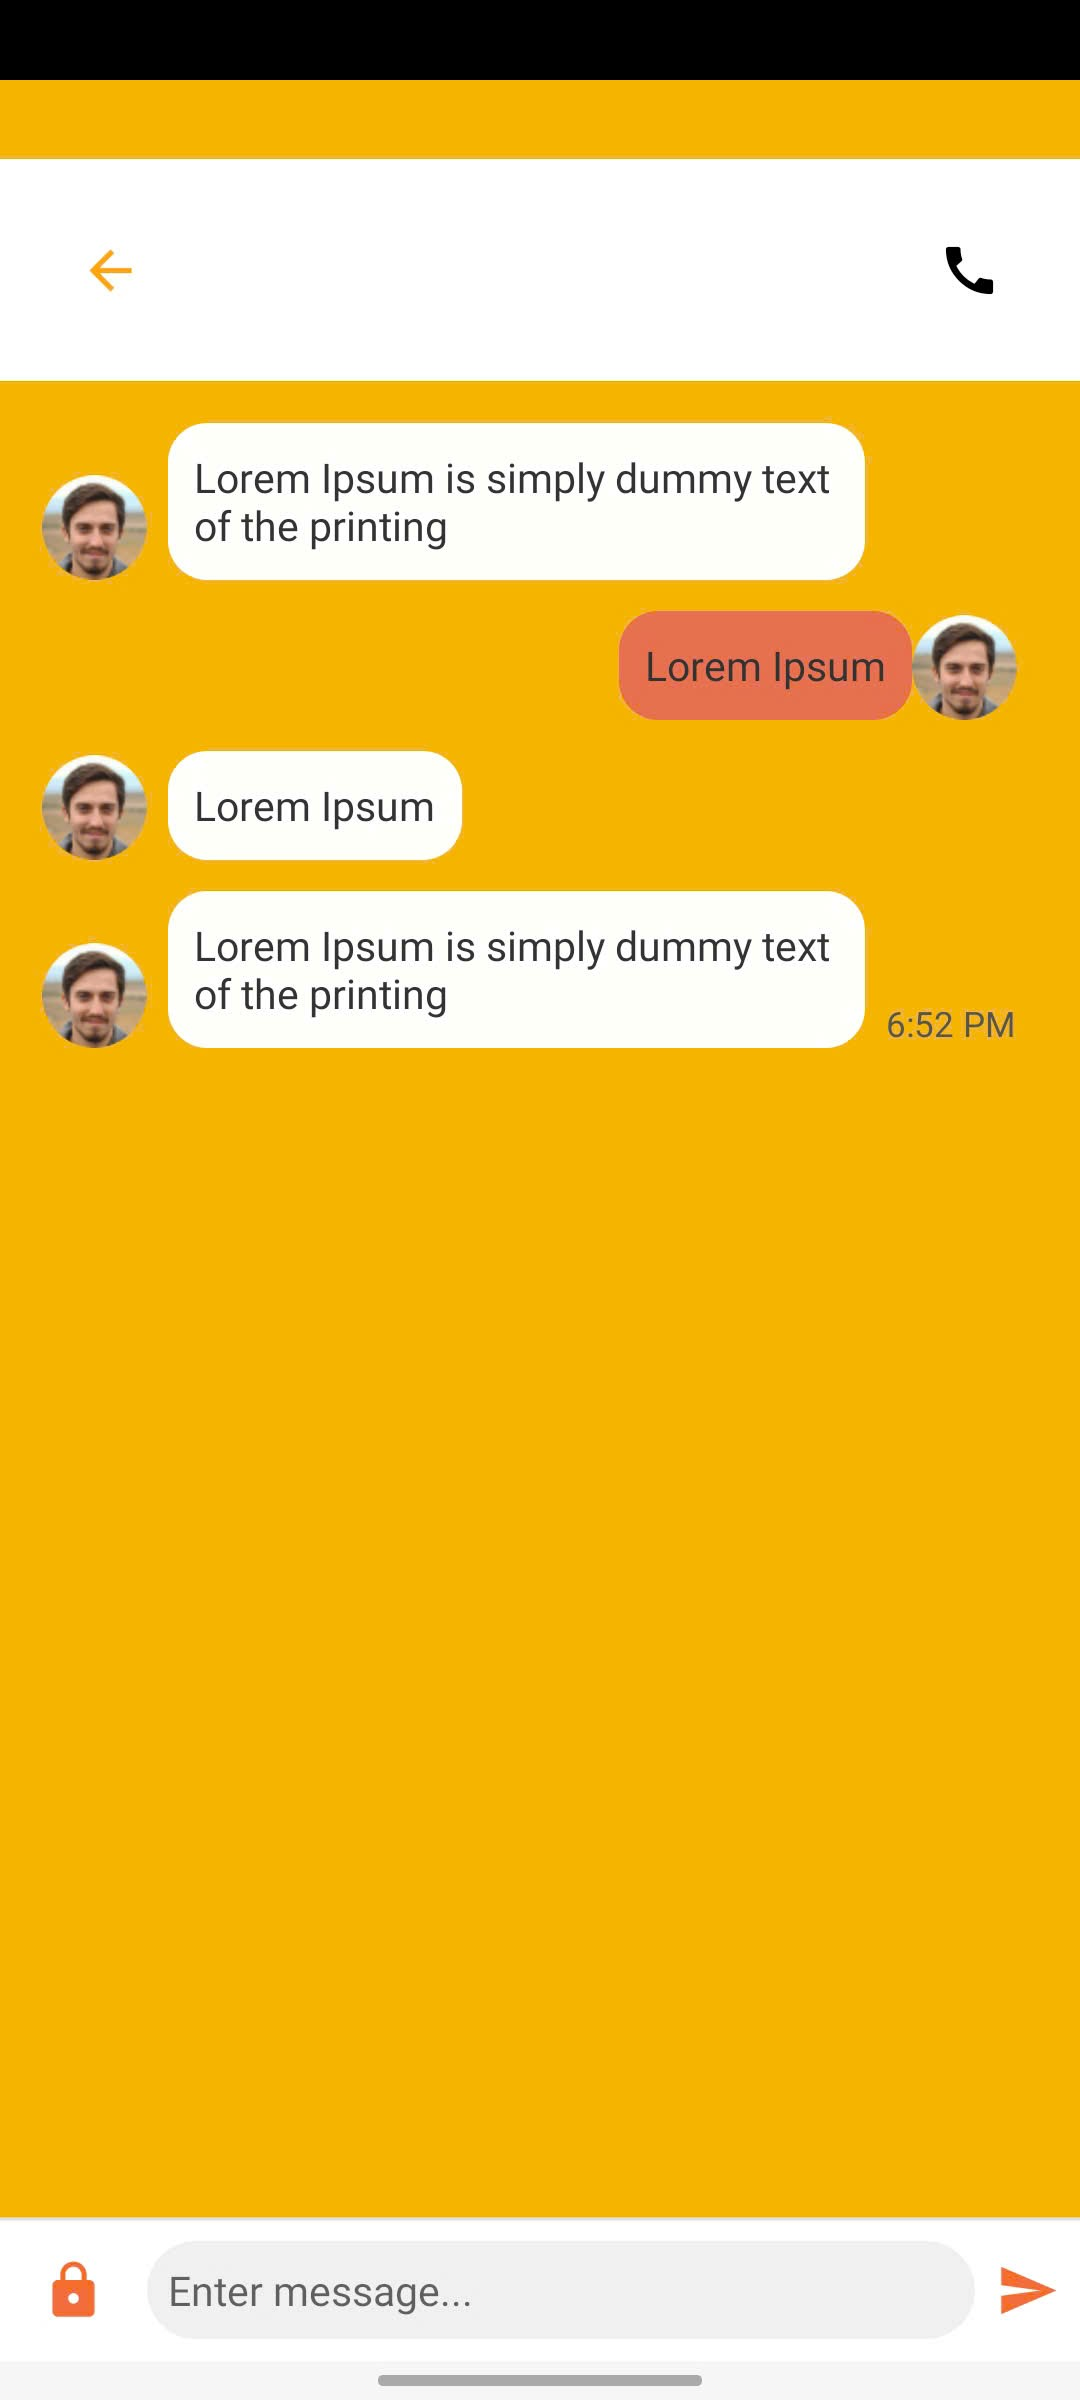 Lorem Ipsum is simply dummy text
of the printing
Lorem Ipsum
Lorem Ipsum
Lorem Ipsum is simply dummy text
of the printing
6:52 PM
Enter message...